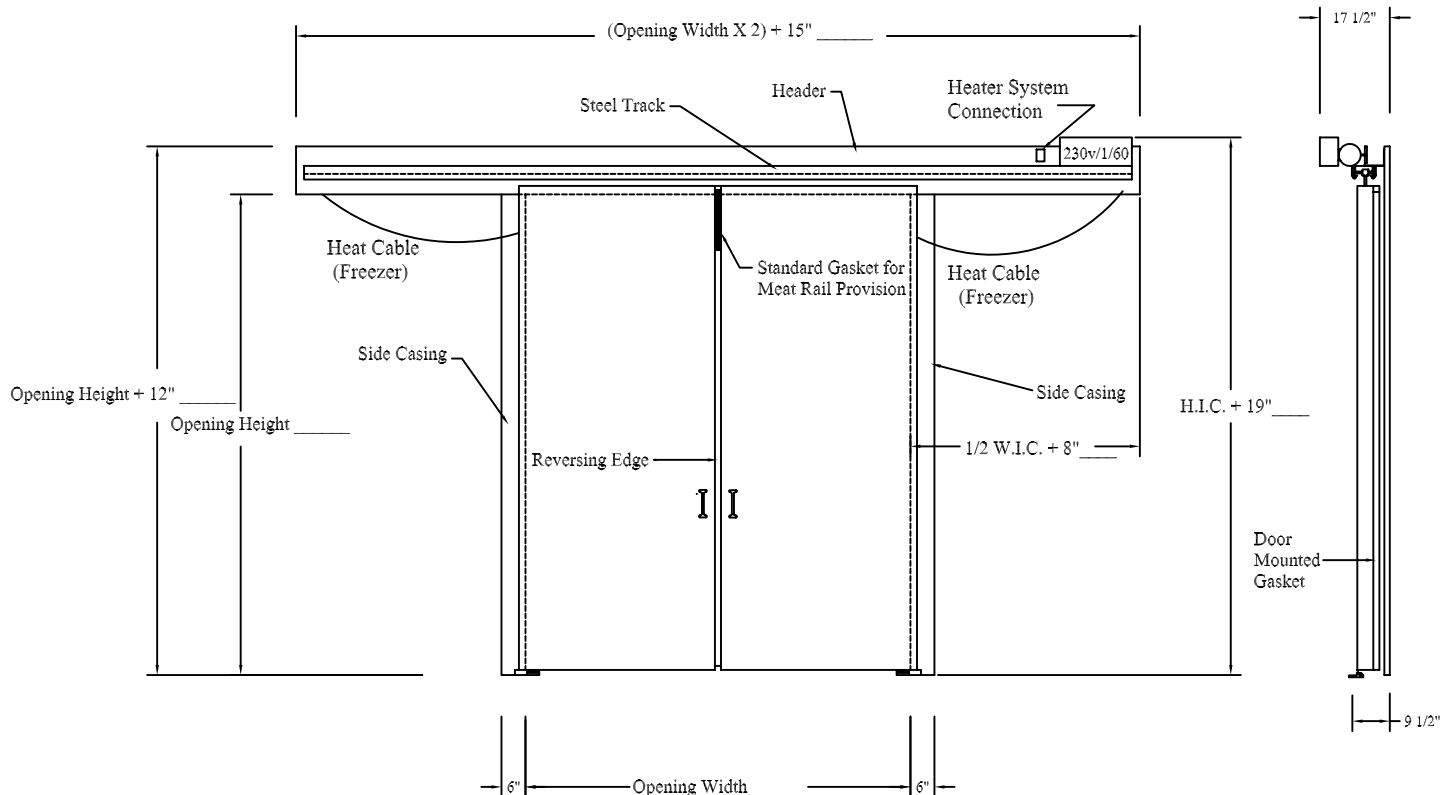 17 1/2"
(Opening Width X 2) + 15" ______
Heater System
Connection
Header
Steel Track
230v/1/60
Heat Cable
(Freezer)
Standard Gasket for
Meat Rail Provision
Heat Cable
(Freezer)
Side Casing
Side Casing
Opening Height + 12" ______
H.I.C. + 19"____
Opening Height ______
1/2 W.I.C. + 8"____
Reversing Edge
Door
Mounted
Gasket
9 1/2"
6"
Opening Width
6"